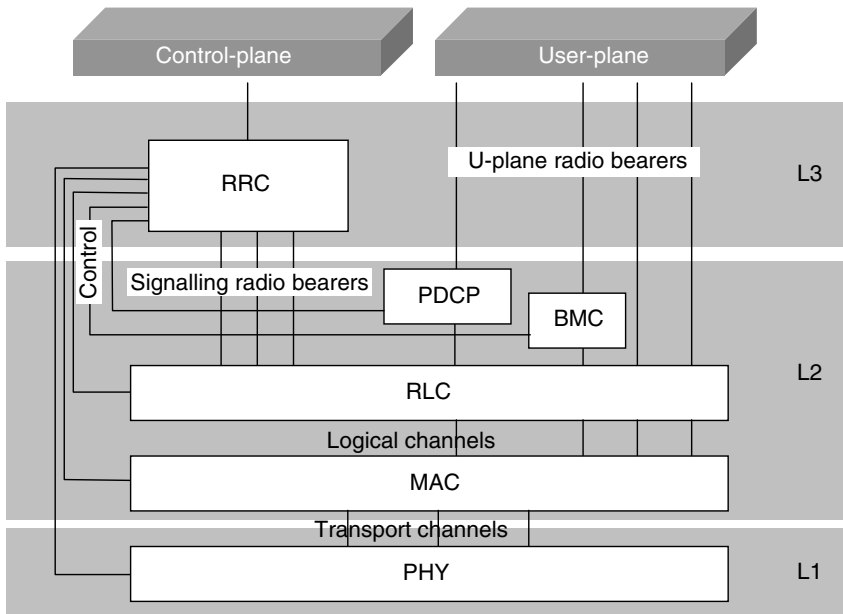 Control-plane
User-plane
U-plane radio bearers
L3
RRC
Control
Signalling radio bearers
PDCP
BMC
L2
RLC
Logical channels
MAC
Transport channels
PHY
L1